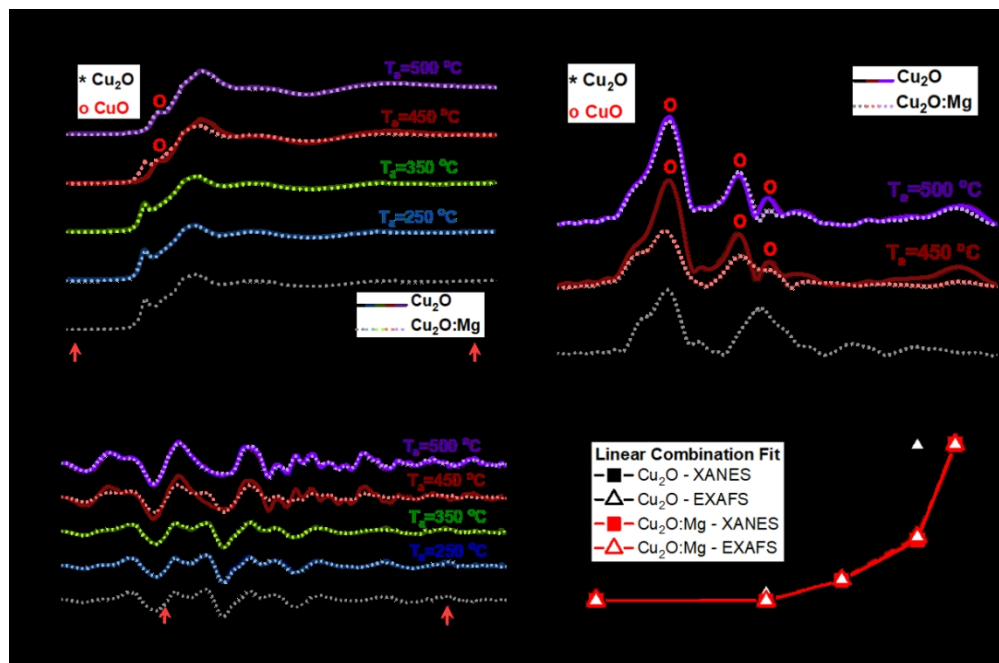 * Cu₂O
o CuO
Tₐ=500 °C
o
Tₐ=450 °C
o
Tₐ=350 °C
Tₐ=250 °C
Cu₂O
Cu₂O:Mg
* Cu₂O
o CuO
Cu₂O
Cu₂O:Mg
o
o
o
Tₐ=500 °C
o
o
o
Tₐ=450 °C
Tₐ=500 °C
Tₐ=450 °C
Tₐ=350 °C
Tₐ=250 °C
Linear Combination Fit
Cu₂O - XANES
Cu₂O - EXAFS
Cu₂O:Mg - XANES
Cu₂O:Mg - EXAFS